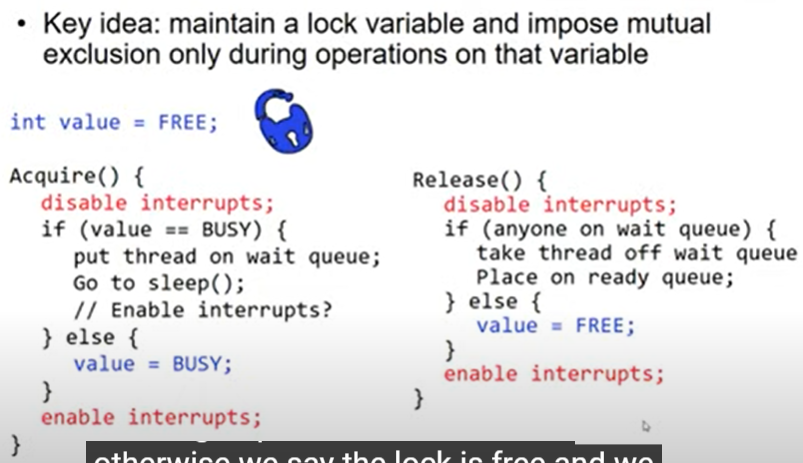 • Key idea: maintain a lock variable and impose mutual
exclusion only during operations on that variable
int value = FREE;
Acquire() {
disable interrupts;
if (value == BUSY) {
put thread on wait queue;
Go to sleep();
// Enable interrupts?
} else {
value = BUSY;
}
enable interrupts;
}
Release() {
disable interrupts;
if (anyone on wait queue) {
take thread off wait queue
Place on ready queue;
} else {
value = FREE;
}
enable interrupts;
}
otherwise we say the lock is free and we